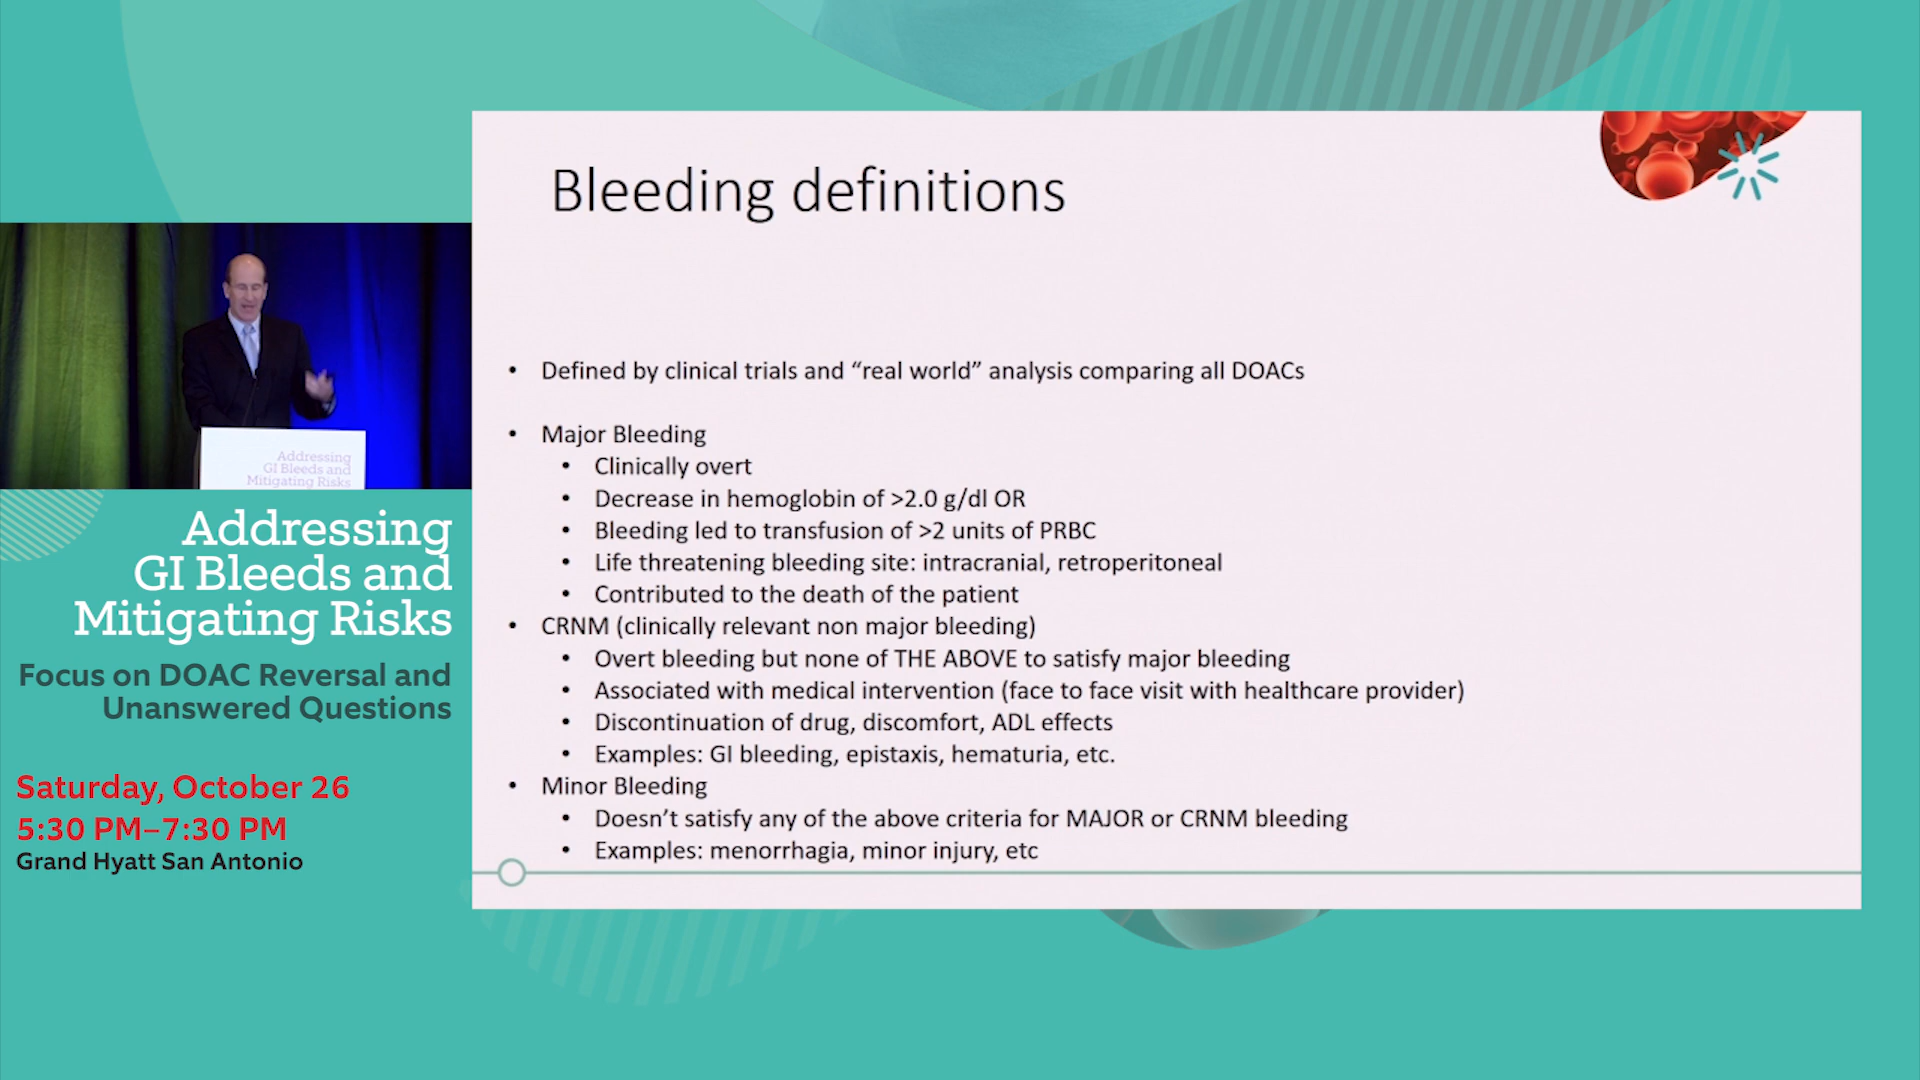 Bleeding definitions
• Defined by clinical trials and “real world” analysis comparing all DOACs
• Major Bleeding
• Clinically overt
• Decrease in hemoglobin of >2.0 g/dl OR
• Bleeding led to transfusion of >2 units of PRBC
• Life threatening bleeding site: intracranial, retroperitoneal
• Contributed to the death of the patient
• CRNM (clinically relevant non major bleeding)
• Overt bleeding but none of THE ABOVE to satisfy major bleeding
• Associated with medical intervention (face to face visit with healthcare provider)
• Discontinuation of drug, discomfort, ADL effects
• Examples: GI bleeding, epistaxis, hematuria, etc.
• Minor Bleeding
• Doesn’t satisfy any of the above criteria for MAJOR or CRNM bleeding
• Examples: menorrhagia, minor injury, etc
Addressing
GI Bleeds and
Mitigating Risks
Addressing
GI Bleeds and
Mitigating Risks
Focus on DOAC Reversal and
Unanswered Questions
Saturday, October 26
5:30 PM–7:30 PM
Grand Hyatt San Antonio